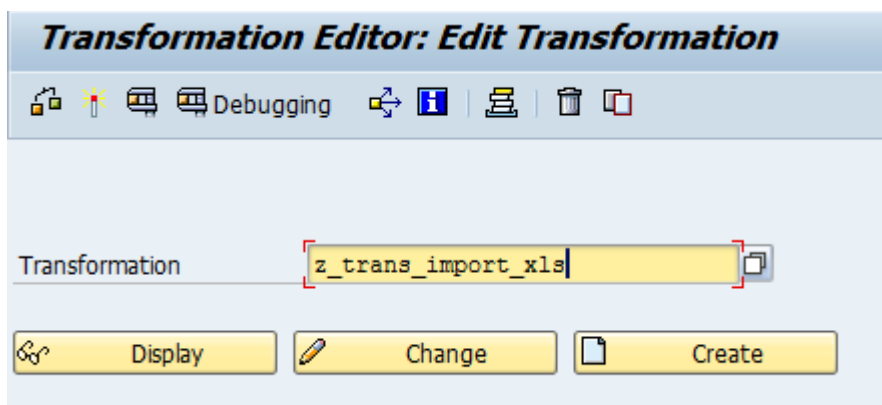 Transformation Editor: Edit Transformation
Debugging
Transformation z_trans_import_xls
Display Change Create